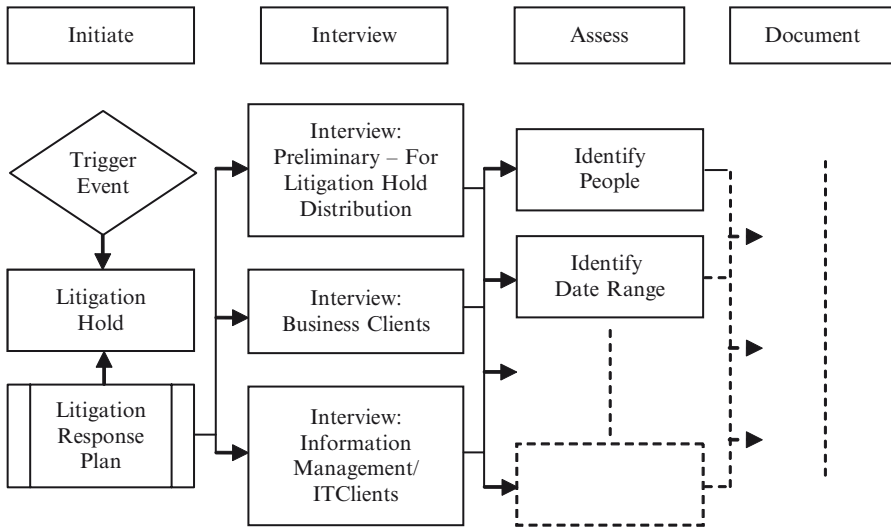 Initiate
Interview
Assess
Document
Trigger
Event
Litigation
Hold
Litigation
Response
Plan
Interview:
Preliminary – For
Litigation Hold
Distribution
Interview:
Business Clients
Interview:
Information
Management/
ITClients
Identify
People
Identify
Date Range